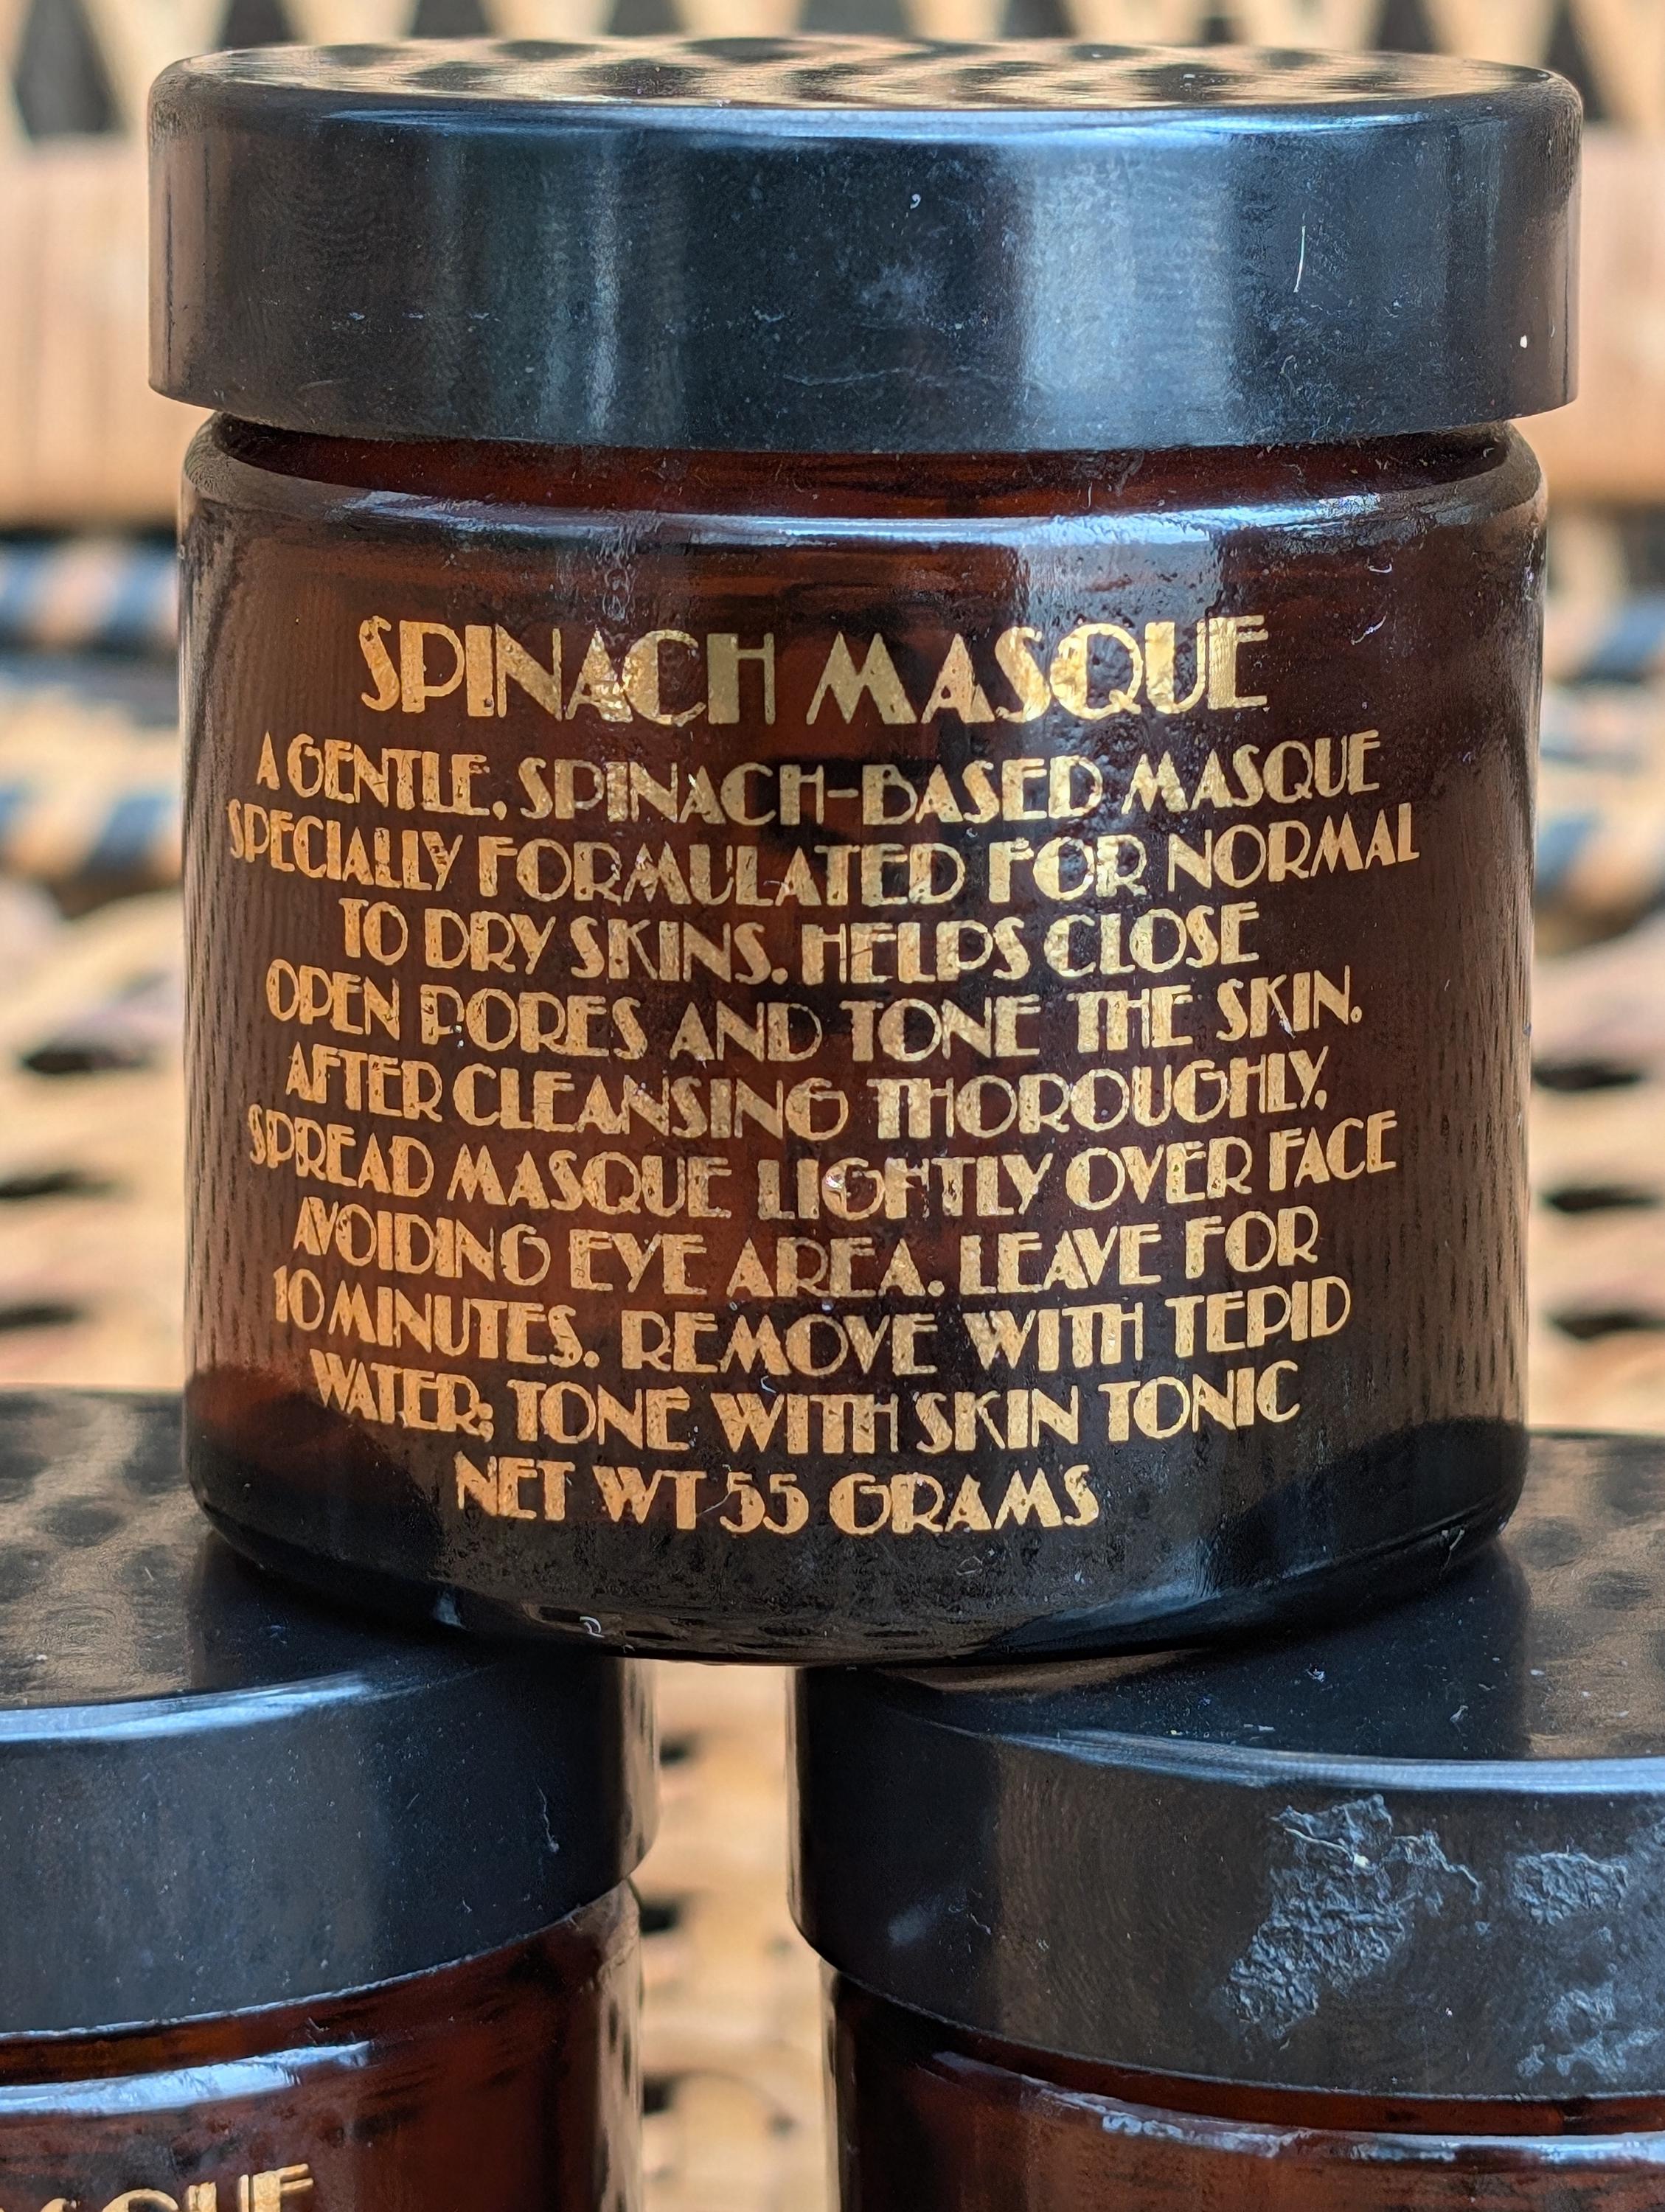 SPINACH MASQUE
A GENTLE, SPINACH-BASED MASQUE
SPECIALLY FORMULATED FOR NORMAL
TO DRY SKINS. HELPS CLOSE
OPEN PORES AND TONE THE SKIN.
AFTER CLEANSING THOROUGHLY,
SPREAD MASQUE LIGHTLY OVER FACE
AVOIDING EYE AREA. LEAVE FOR
10 MINUTES. REMOVE WITH TEPID
WATER; TONE WITH SKIN TONIC
NET WT 55 GRAMS